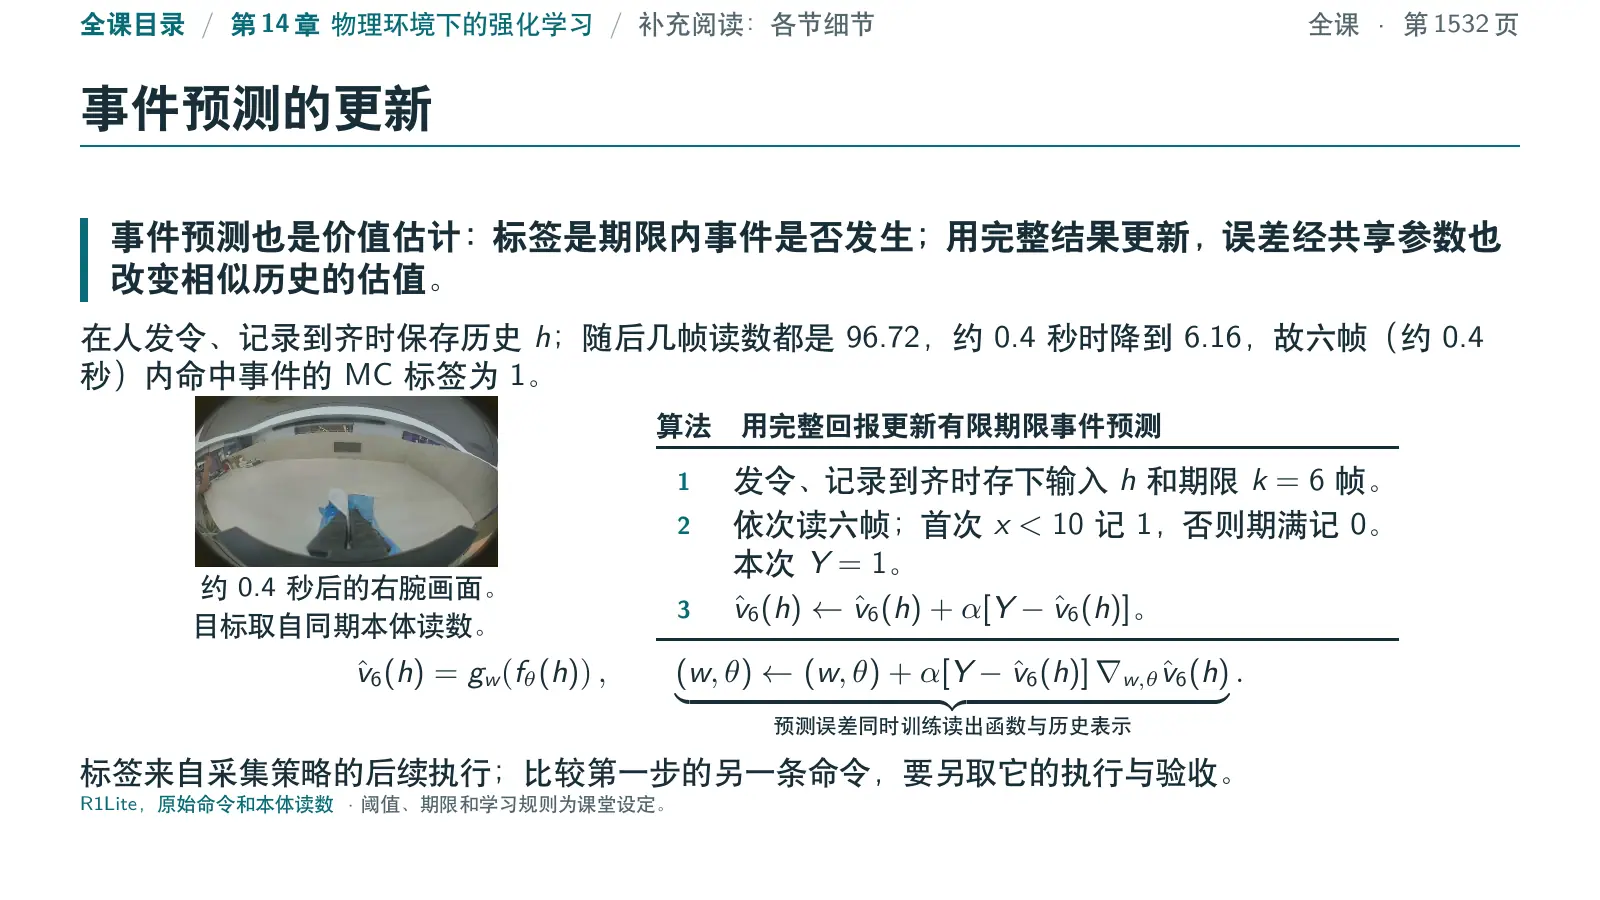 全课目录 / 第 14 章 物理环境下的强化学习 / 补充阅读：各节细节
全课 · 第 1532 页
事件预测的更新
事件预测也是价值估计：标签是期限内事件是否发生；用完整结果更新，误差经共享参数也
改变相似历史的估值。
在人发令、记录到齐时保存历史 h；随后几帧读数都是 96.72，约 0.4 秒时降到 6.16，故六帧（约 0.4
秒）内命中事件的 MC 标签为 1。
约 0.4 秒后的右腕画面。
目标取自同期本体读数。
算法 用完整回报更新有限期限事件预测
1 发令、记录到齐时存下输入 h 和期限 k = 6 帧。
2 依次读六帧；首次 x < 10 记 1，否则期满记 0。
本次 Y = 1。
3 v̂₆(h) ← v̂₆(h) + α[Y − v̂₆(h)]。
v̂₆(h) = g_w(f_θ(h)), (w, θ) ← (w, θ) + α[Y − v̂₆(h)] ∇_{w,θ} v̂₆(h).
预测误差同时训练读出函数与历史表示
标签来自采集策略的后续执行；比较第一步的另一条命令，要另取它的执行与验收。
R1Lite，原始命令和本体读数 · 阈值、期限和学习规则为课堂设定。